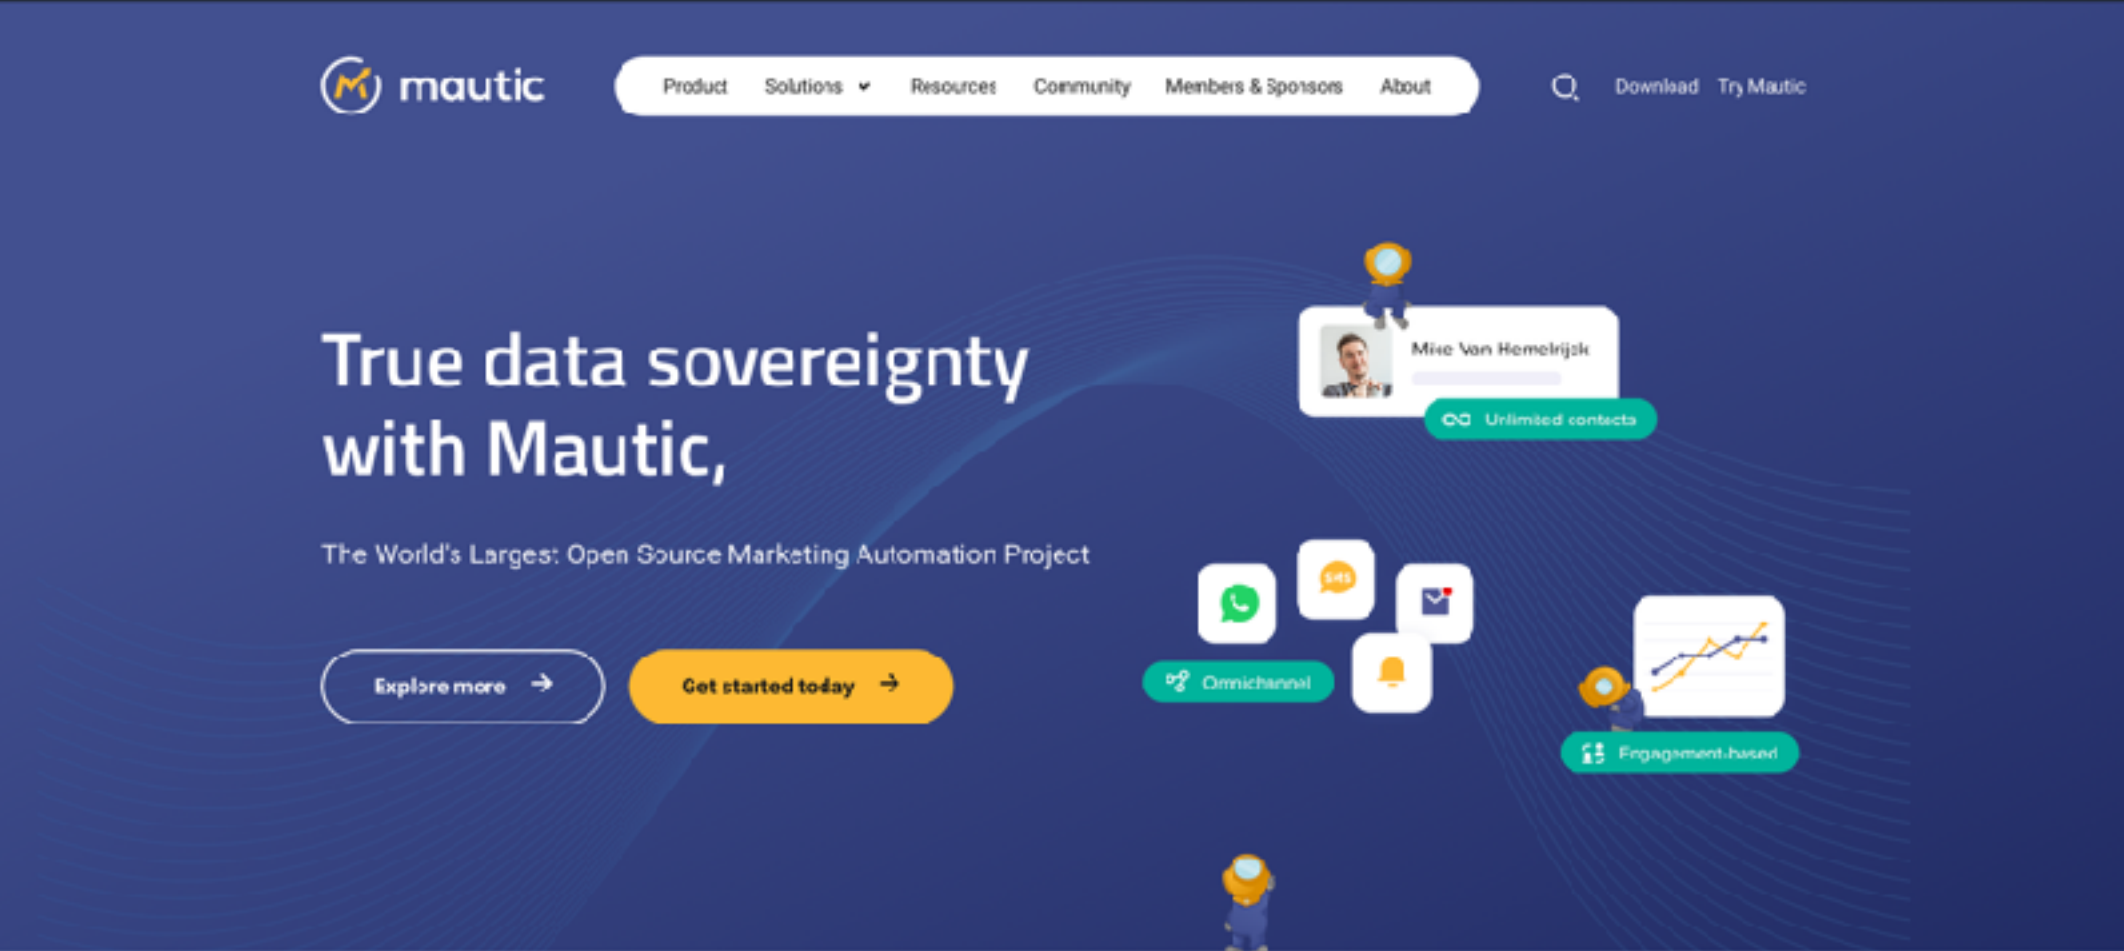 mautic
Product Solutions Resources Community Members & Sponsors About
Download Try Mautic
True data sovereignty
with Mautic,
The World's Largest Open Source Marketing Automation Project
Explore more
Get started today
Mike Van Hemelrijck
Unlimited contacts
SMS
Omnichannel
Engagement-based